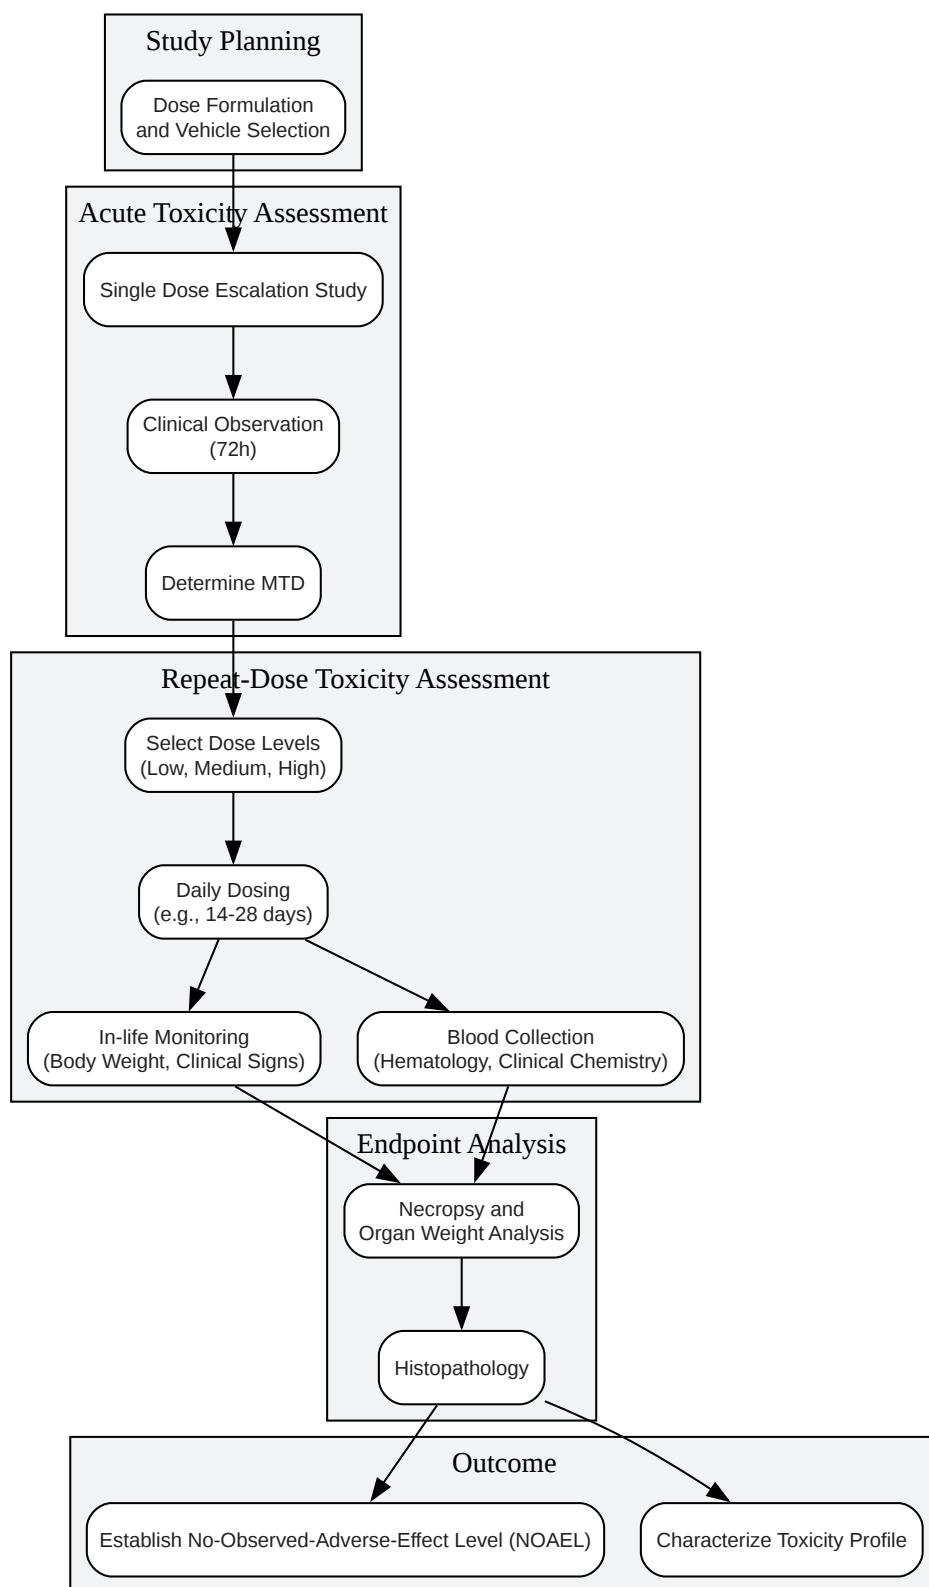 Study Planning
Dose Formulation
and Vehicle Selection
Acute Toxicity Assessment
Single Dose Escalation Study
Clinical Observation
(72h)
Determine MTD
Repeat-Dose Toxicity Assessment
Select Dose Levels
(Low, Medium, High)
Daily Dosing
(e.g., 14-28 days)
In-life Monitoring
(Body Weight, Clinical Signs)
Blood Collection
(Hematology, Clinical Chemistry)
Endpoint Analysis
Necropsy and
Organ Weight Analysis
Histopathology
Outcome
Establish No-Observed-Adverse-Effect Level (NOAEL)
Characterize Toxicity Profile